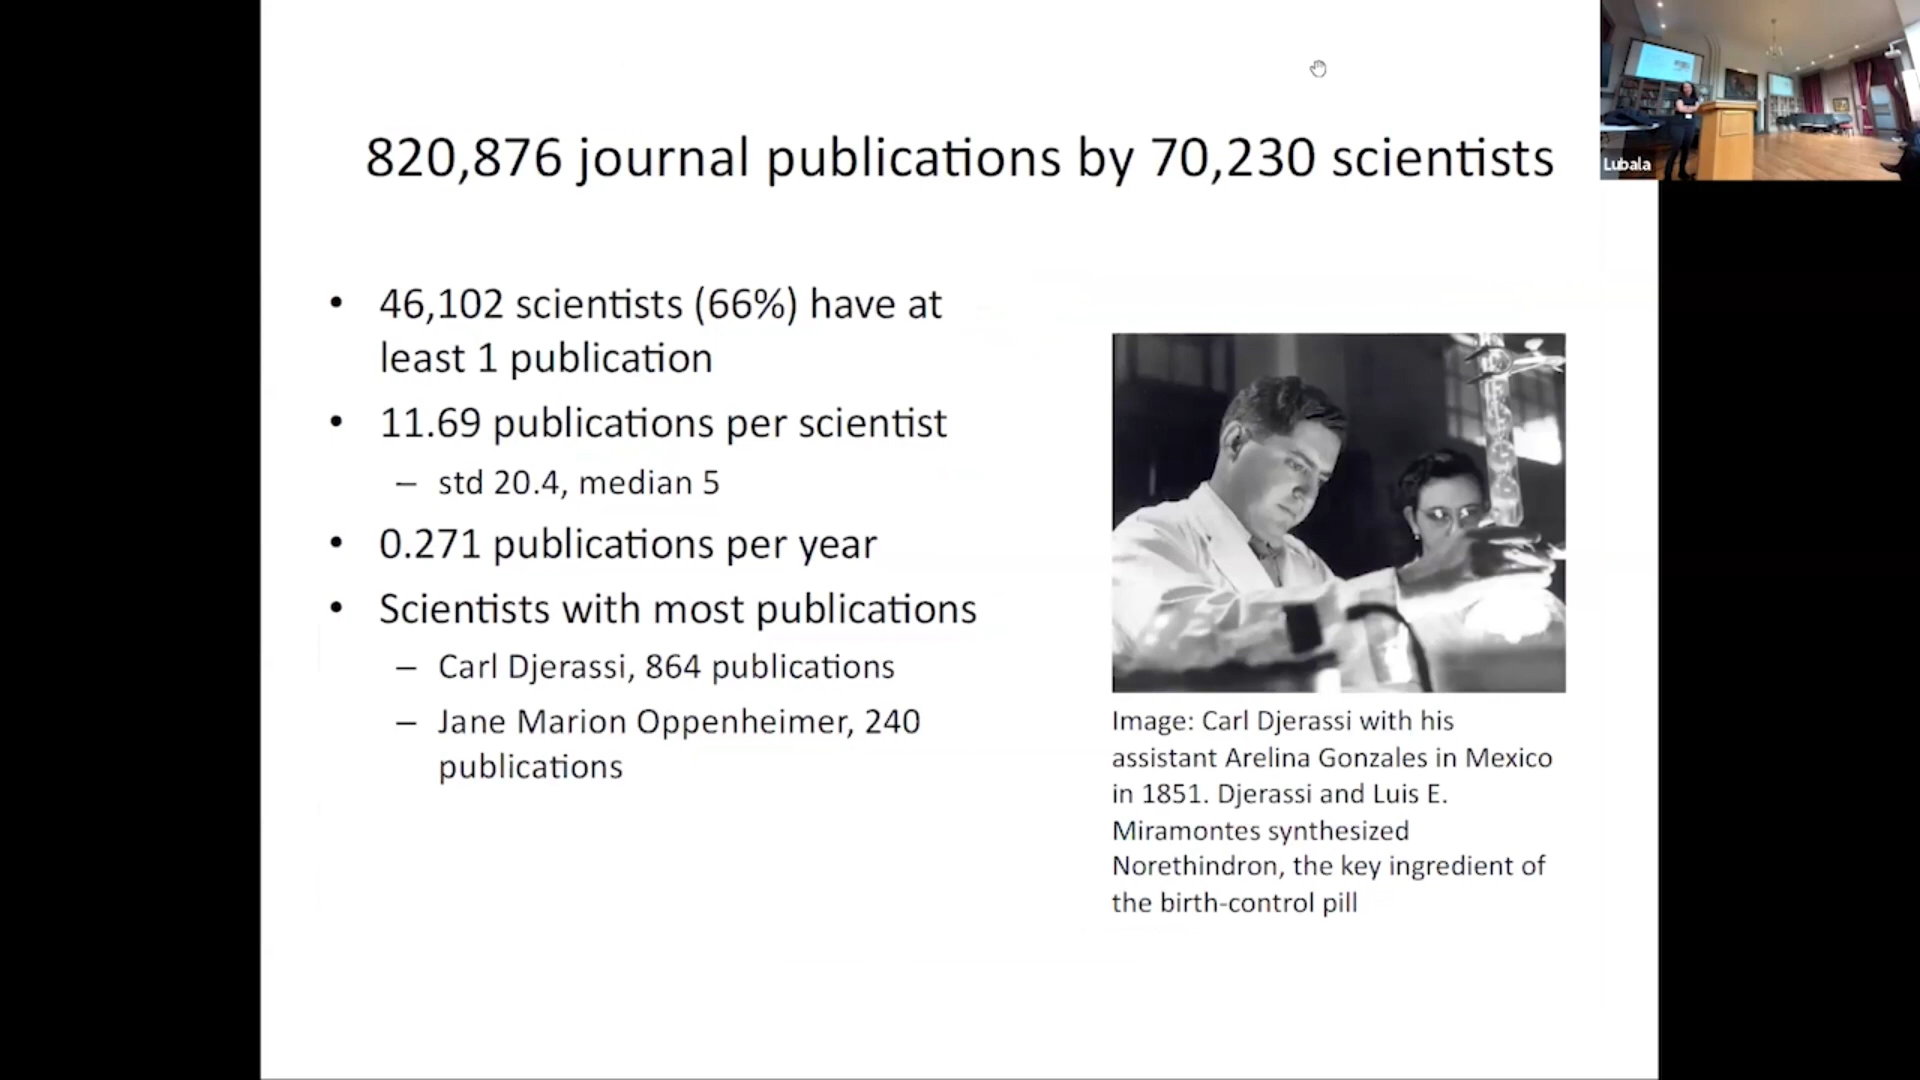 820,876 journal publications by 70,230 scientists
• 46,102 scientists (66%) have at
least 1 publication
• 11.69 publications per scientist
– std 20.4, median 5
• 0.271 publications per year
• Scientists with most publications
– Carl Djerassi, 864 publications
– Jane Marion Oppenheimer, 240
publications
Image: Carl Djerassi with his
assistant Arelina Gonzales in Mexico
in 1851. Djerassi and Luis E.
Miramontes synthesized
Norethindron, the key ingredient of
the birth-control pill
Lubala